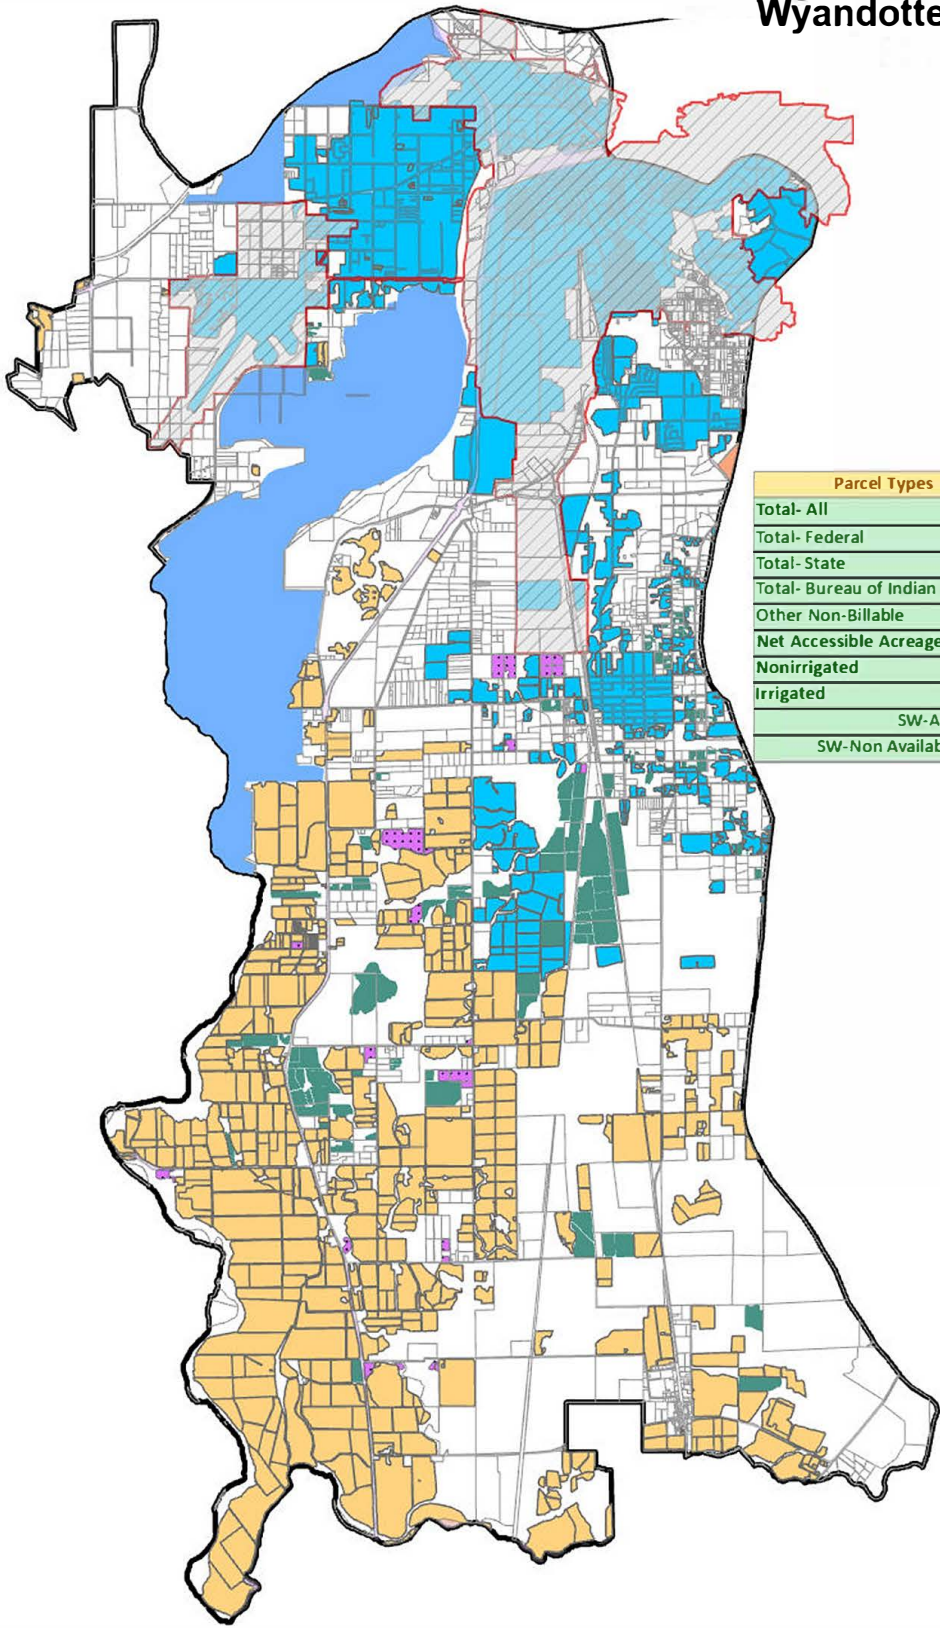 Wyandotte
Parcel Types
Total- All
Total- Federal
Total- State
Total- Bureau of Indian
Other Non-Billable
Net Accessible Acreage
Nonirrigated
Irrigated
SW-A
SW-Non Availab